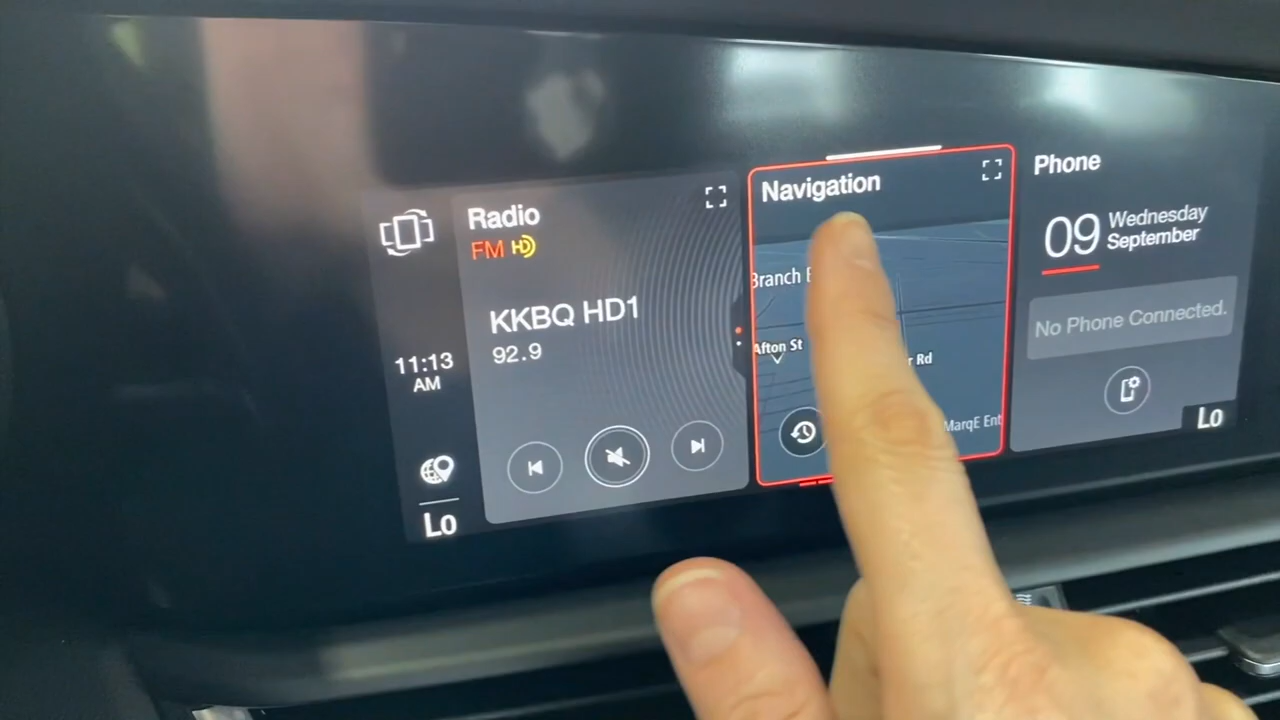 11:13
AM
Lo
Radio
FM HD
KKBQ HD1
92.9
Navigation
Branch
Afton St
Rd
MarqE Ent
Phone
09
Wednesday
September
No Phone Connected.
Lo